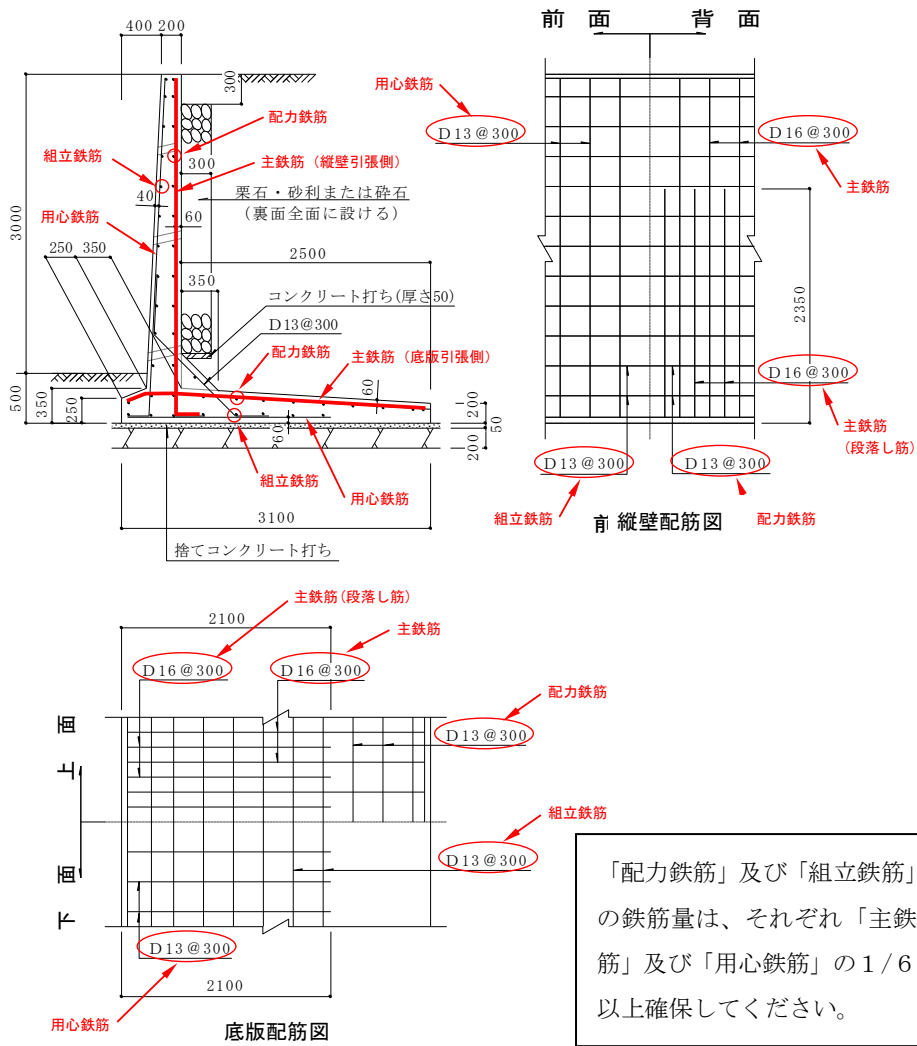 400 200
300
3000
組立鉄筋
40
用心鉄筋
250 350
500
350
250
配力鉄筋
主鉄筋（縦壁引張側）
300
栗石・砂利または砕石
（裏面全面に設ける）
60
2500
350
コンクリート打ち(厚さ50)
D13@300
配力鉄筋
主鉄筋（底版引張側）
60
200
50
200
60
組立鉄筋
用心鉄筋
3100
捨てコンクリート打ち
前 面 背 面
用心鉄筋
D13@300
D16@300
主鉄筋
2350
D16@300
主鉄筋
(段落し筋)
D13@300
D13@300
組立鉄筋
配力鉄筋
前 縦壁配筋図
主鉄筋(段落し筋)
2100
主鉄筋
D16@300
D16@300
配力鉄筋
D13@300
上 面
組立鉄筋
D13@300
下 面
D13@300
2100
用心鉄筋
底版配筋図
「配力鉄筋」及び「組立鉄筋」
の鉄筋量は、それぞれ「主鉄
筋」及び「用心鉄筋」の１/６
以上確保してください。